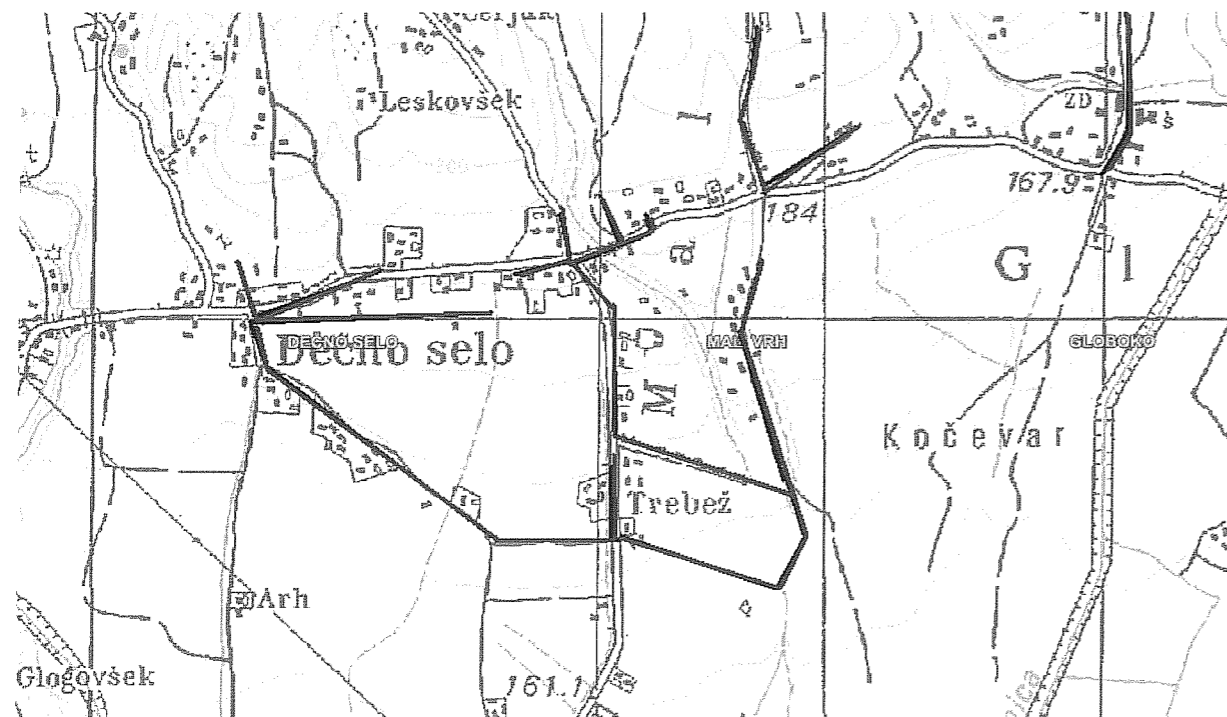 Leskovšek
ZD
š
167.9
184
l
a
G l
DEČNO SELO
MALI VRH
GLOBOKO
Dečno selo
M
Kočevar
Trebež
Arh
Glogovšek
161.1